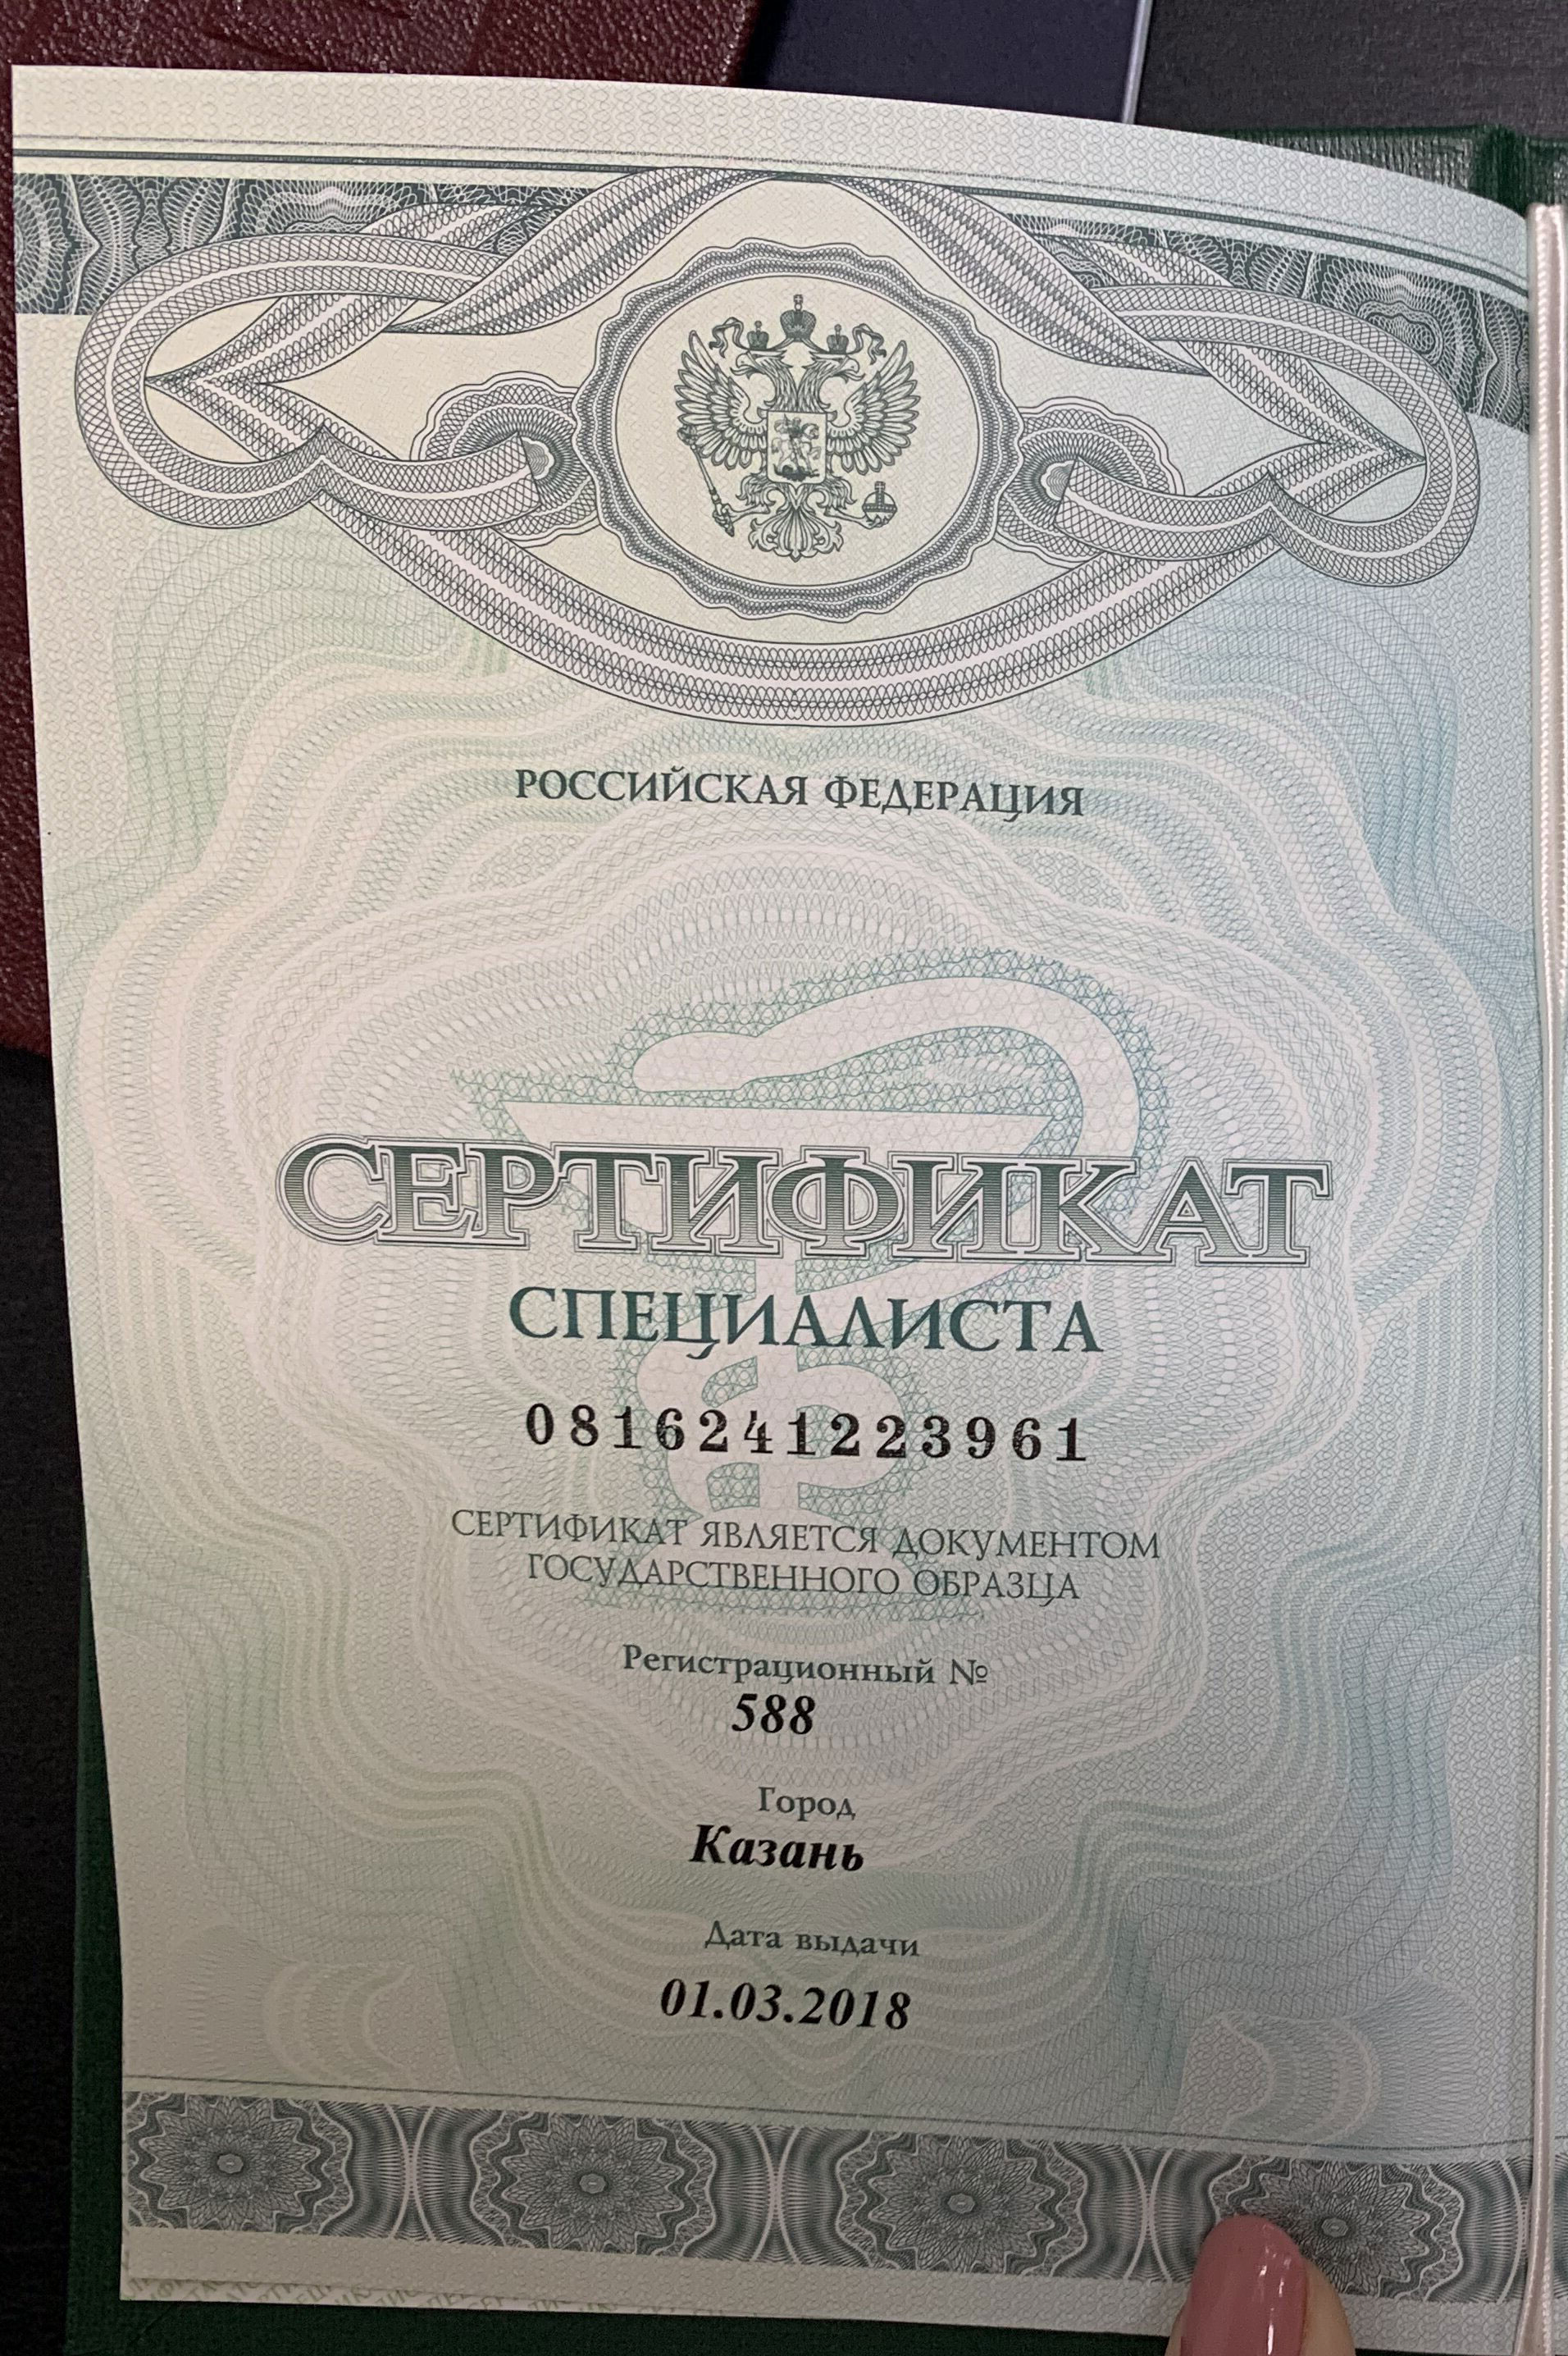 РОССИЙСКАЯ ФЕДЕРАЦИЯ
СЕРТИФИКАТ
СПЕЦИАЛИСТА
0816241223961
СЕРТИФИКАТ ЯВЛЯЕТСЯ ДОКУМЕНТОМ
ГОСУДАРСТВЕННОГО ОБРАЗЦА
Регистрационный №
588
Город
Казань
Дата выдачи
01.03.2018